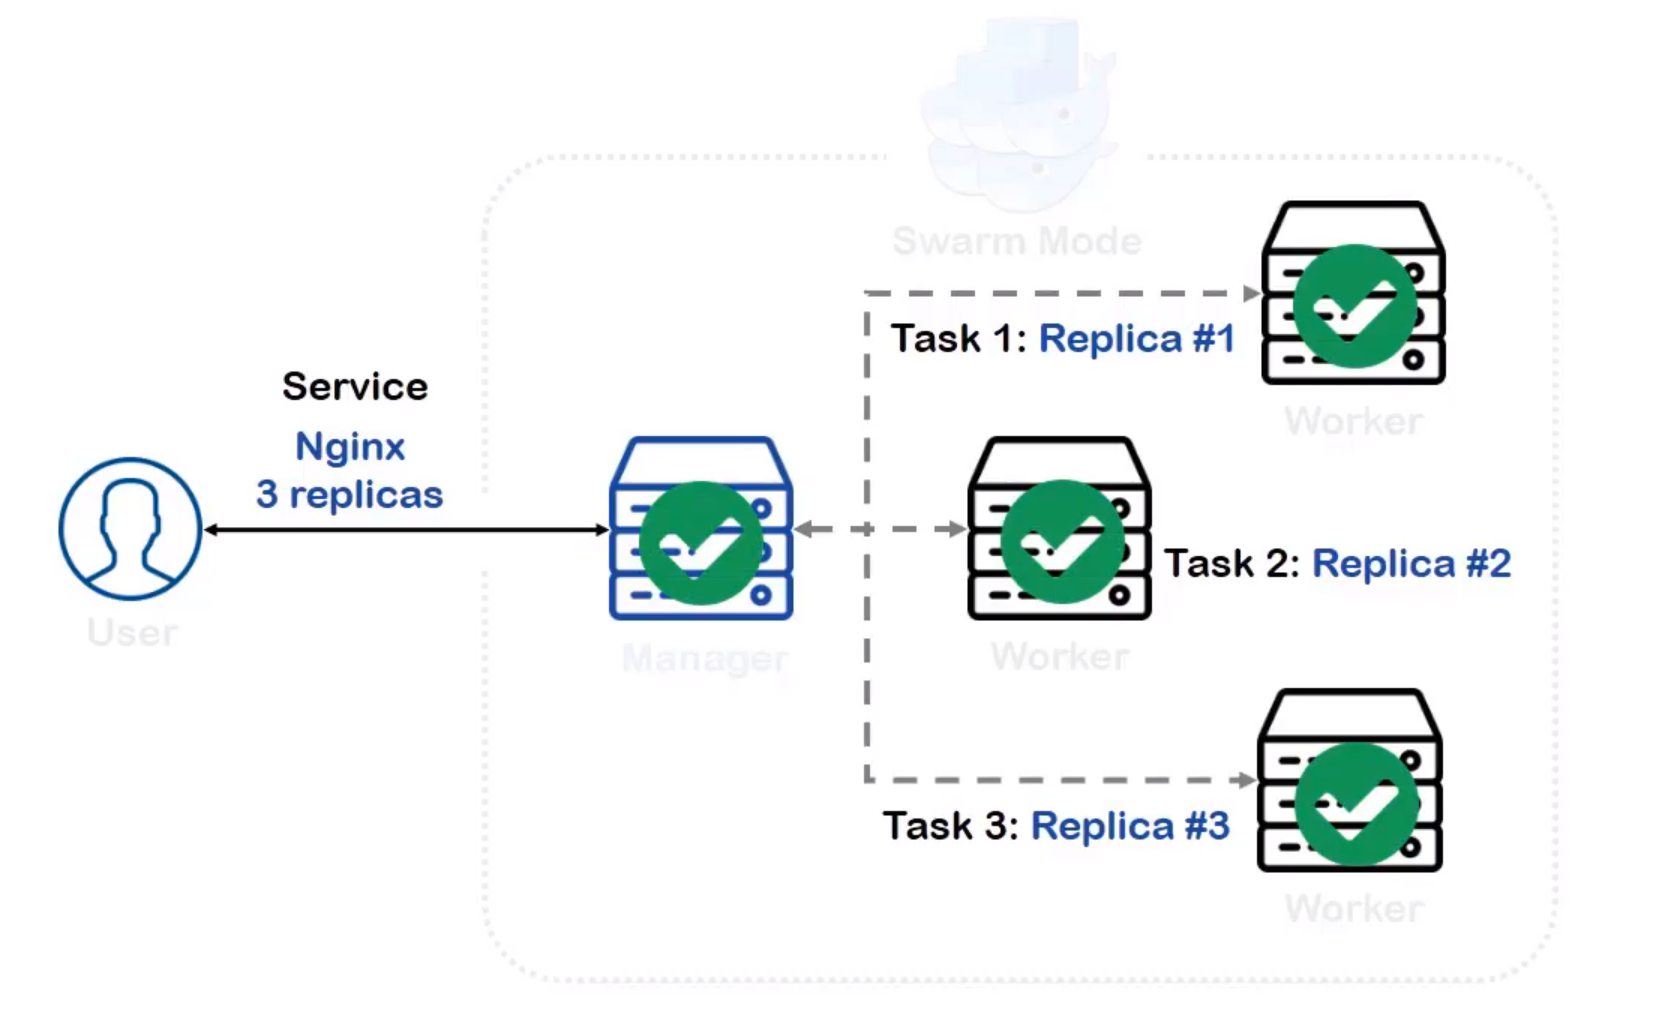 Swarm Mode
Task 1: Replica #1
Worker
Service
Nginx
3 replicas
User
Manager
Worker
Task 2: Replica #2
Task 3: Replica #3
Worker